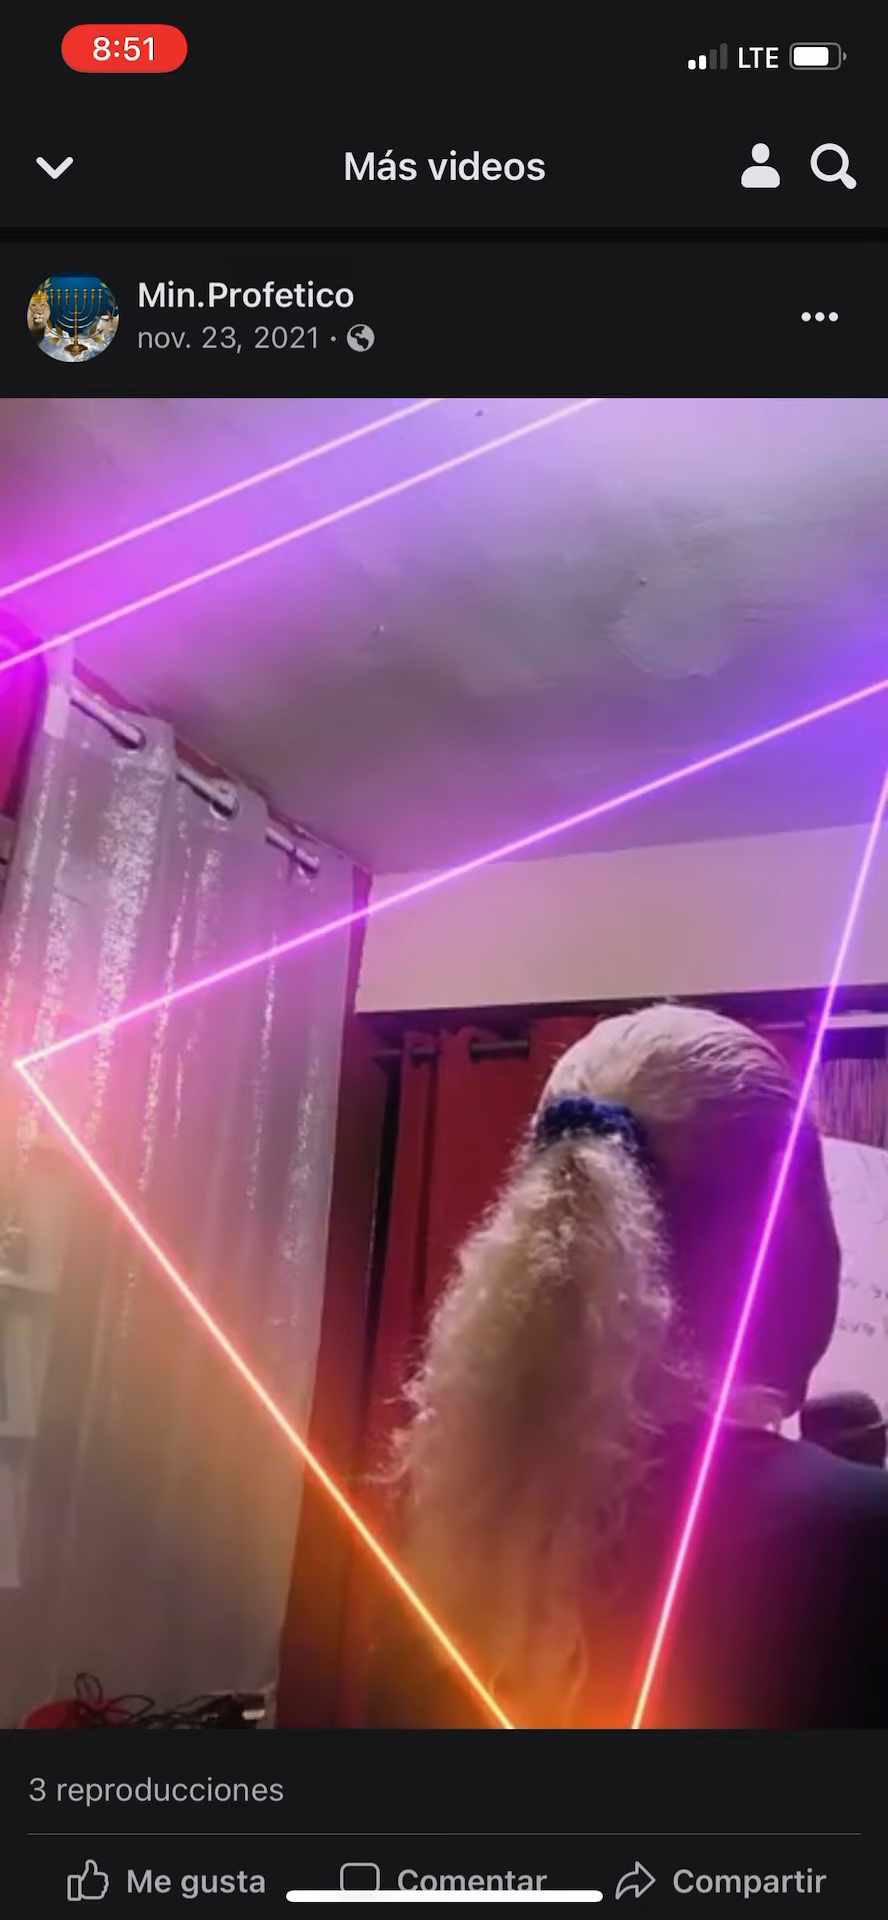 8:51
LTE
Más videos
Min.Profetico
nov. 23, 2021 ·
3 reproducciones
Me gusta
Comentar
Compartir